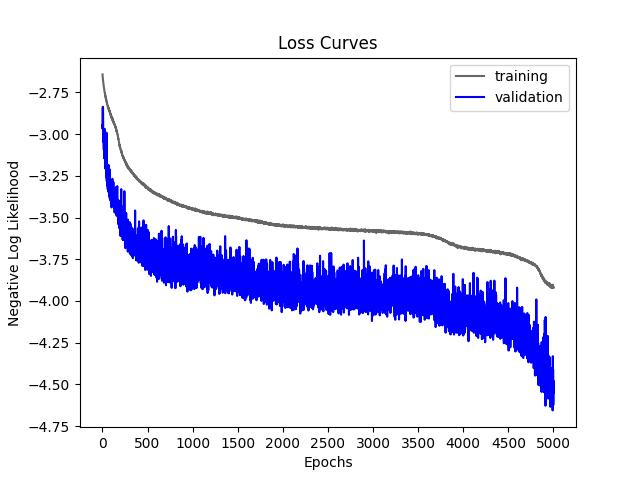 Loss Curves
training
validation
Negative Log Likelihood
−2.75
−3.00
−3.25
−3.50
−3.75
−4.00
−4.25
−4.50
−4.75
0 500 1000 1500 2000 2500 3000 3500 4000 4500 5000
Epochs